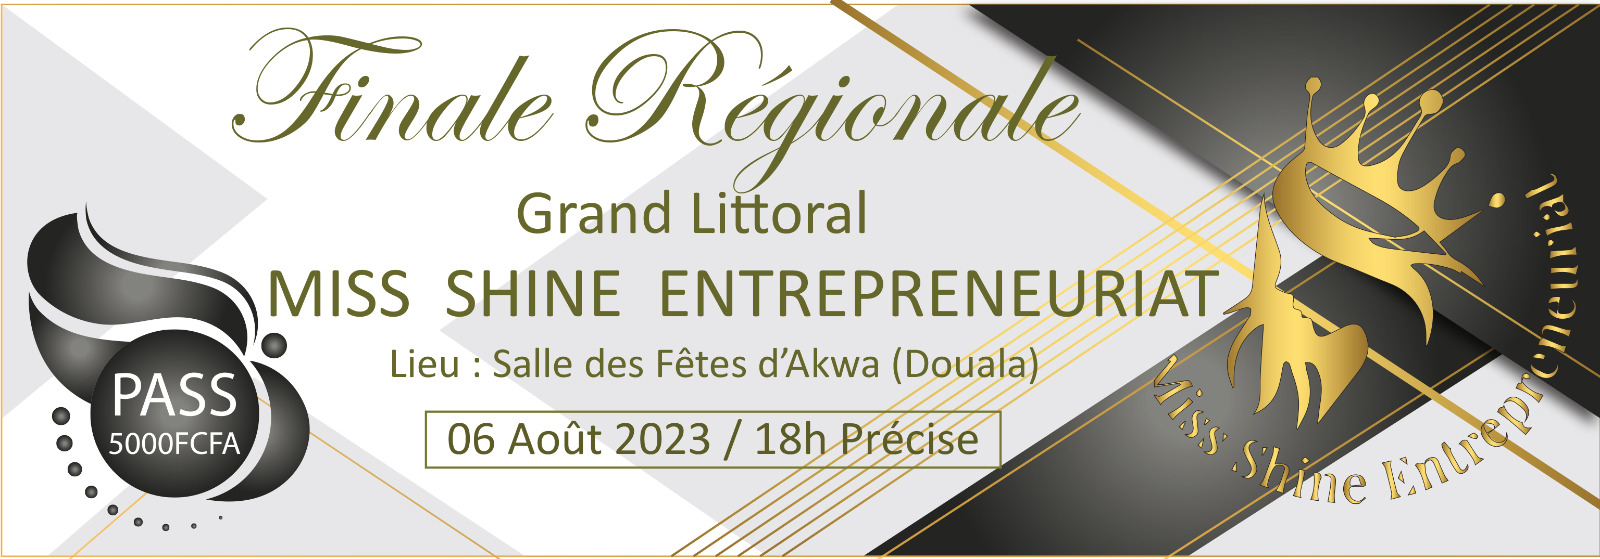 Finale Régionale
Grand Littoral
MISS SHINE ENTREPRENEURIAT
Lieu : Salle des Fêtes d’Akwa (Douala)
06 Août 2023 / 18h Précise
PASS
5000FCFA
Miss Shine Entrepreneurial